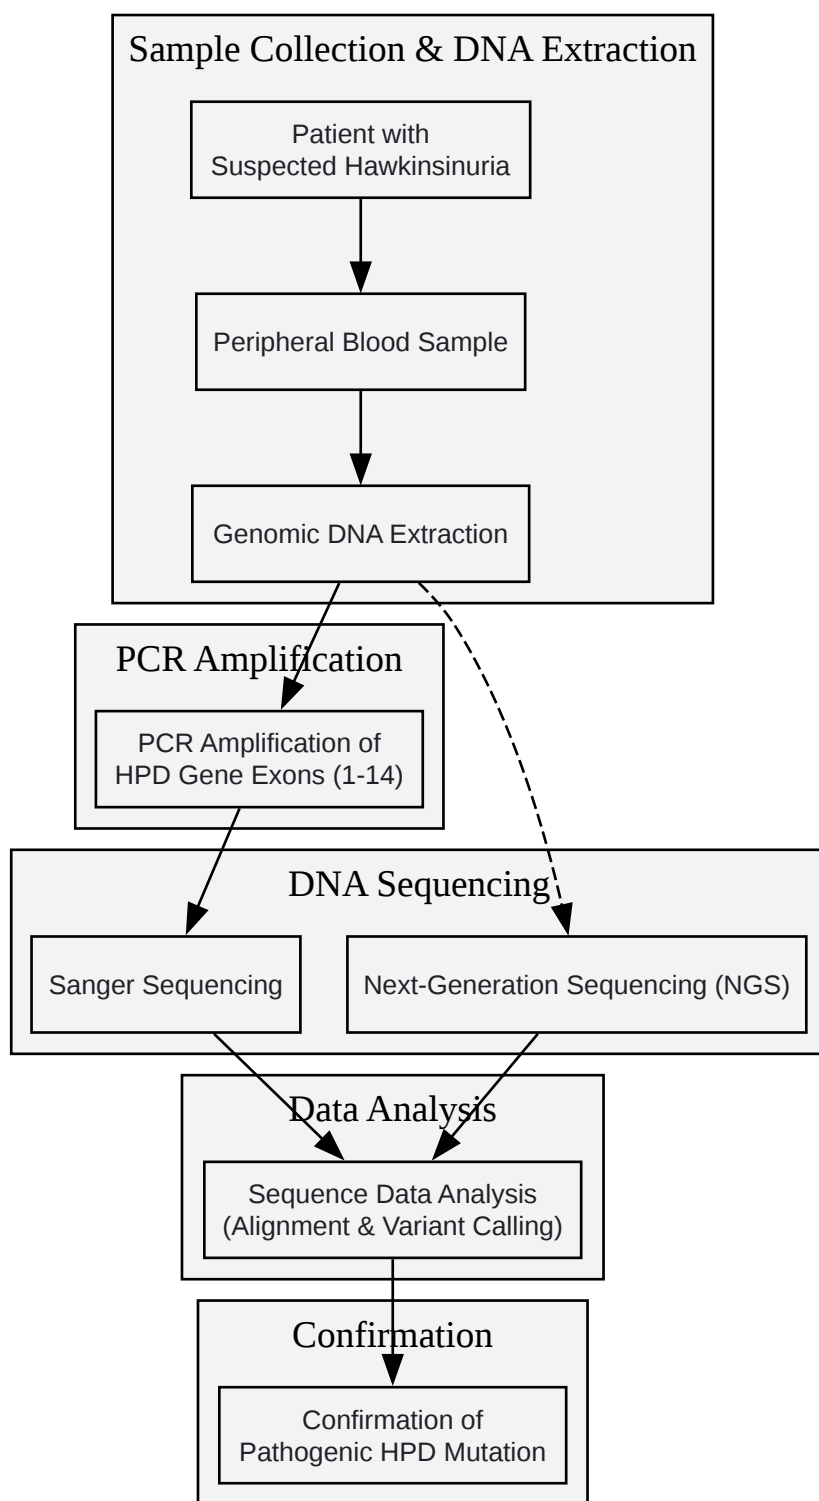 Sample Collection & DNA Extraction
Patient with
Suspected Hawkinsinuria
Peripheral Blood Sample
Genomic DNA Extraction
PCR Amplification
PCR Amplification of
HPD Gene Exons (1-14)
DNA Sequencing
Sanger Sequencing
Next-Generation Sequencing (NGS)
Data Analysis
Sequence Data Analysis
(Alignment & Variant Calling)
Confirmation
Confirmation of
Pathogenic HPD Mutation